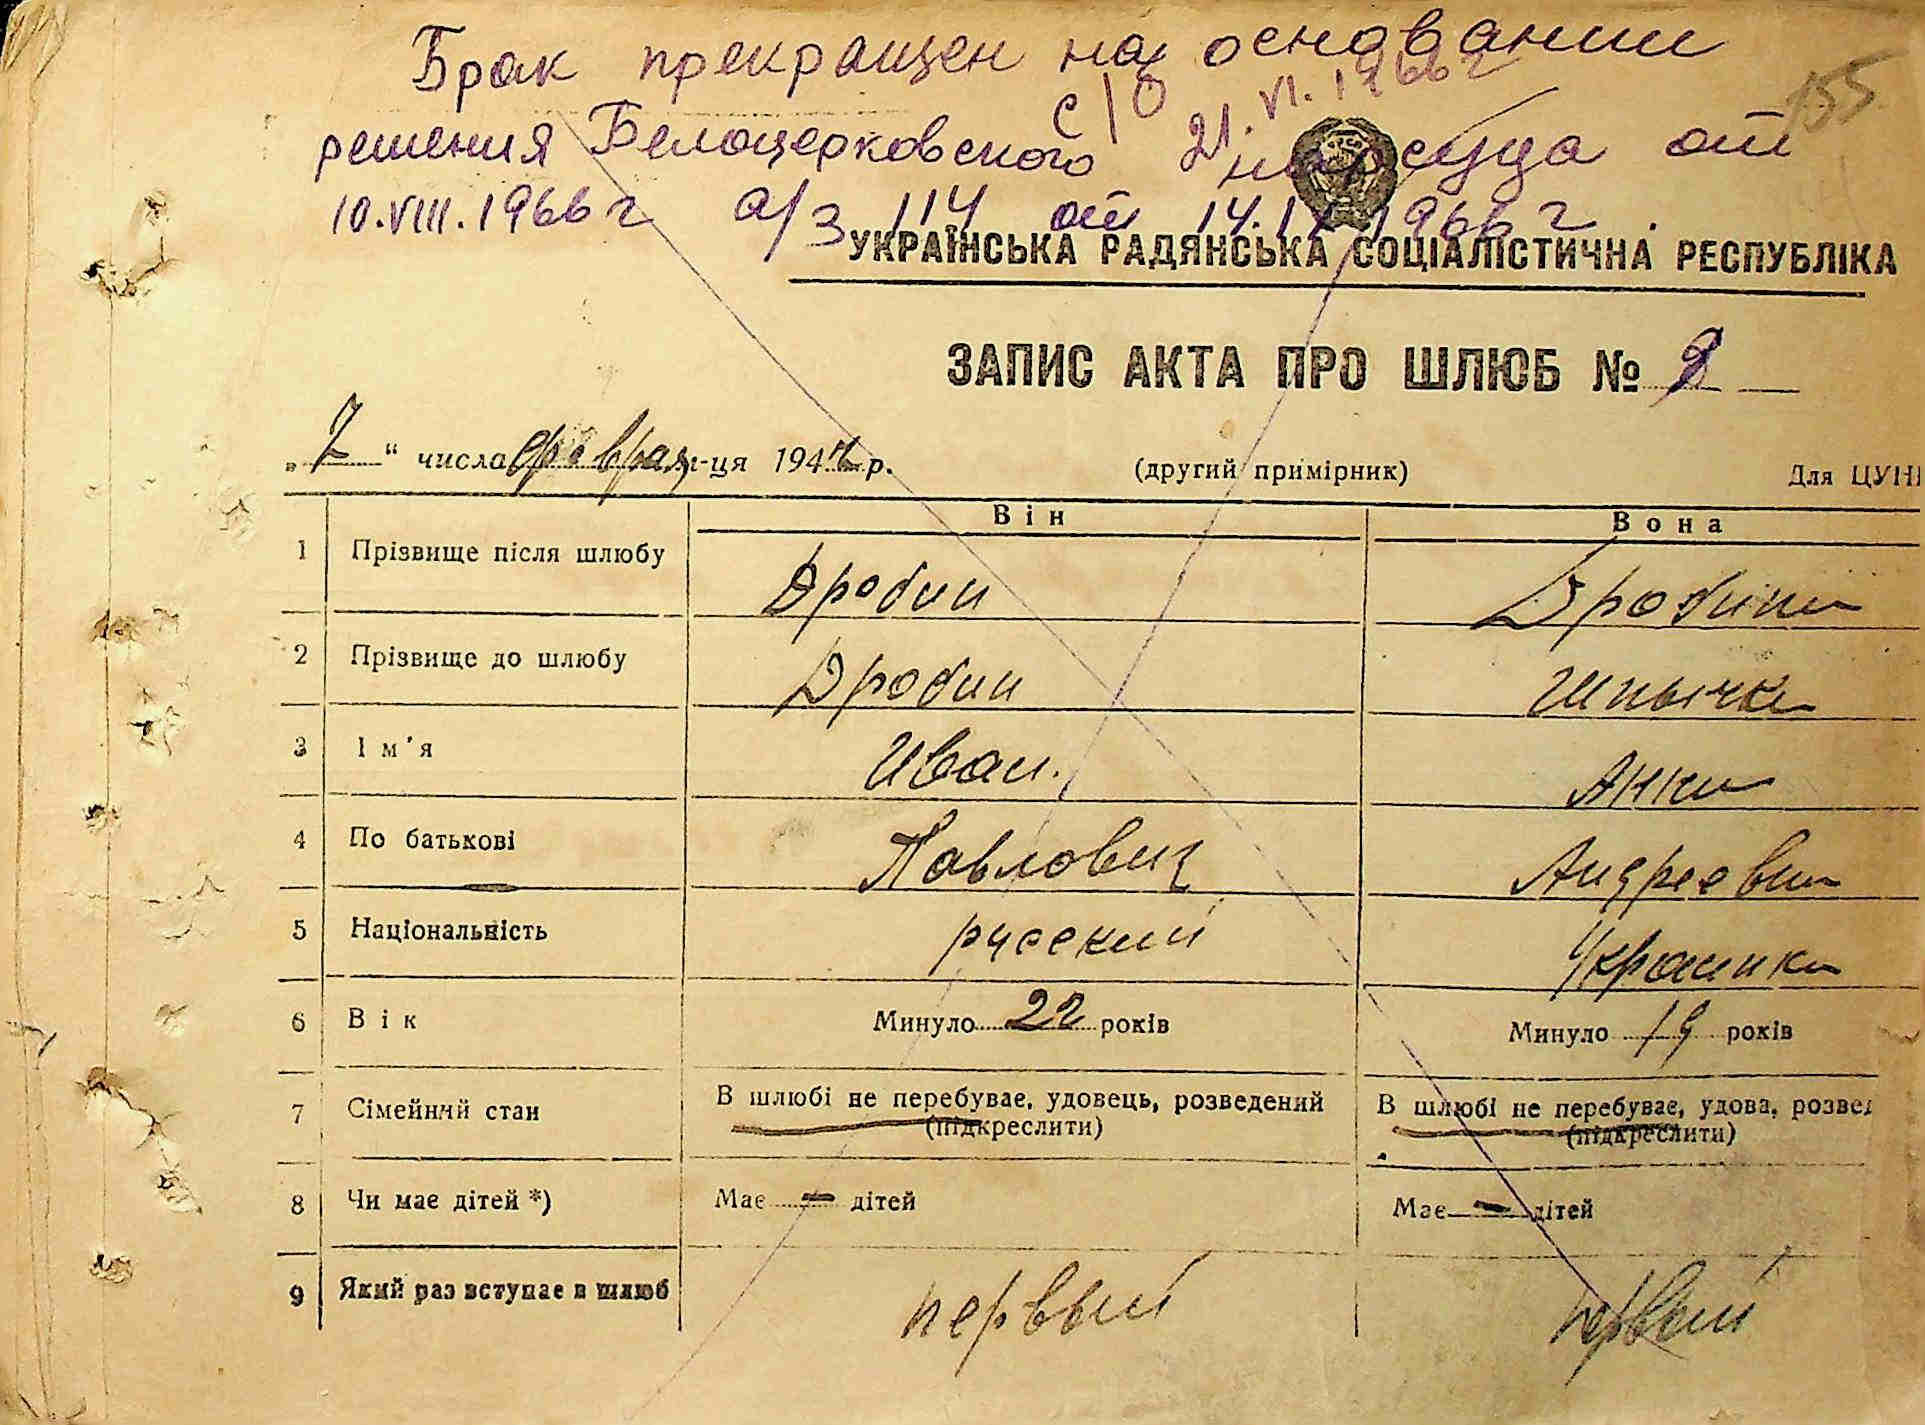 Брак прекращен на основании
с/о 21.VI.1966г
155
решения Белоцерковского нарсуда от
10.VIII.1966г а/з 114 от 14.IX.1966г.
УКРАЇНСЬКА РАДЯНСЬКА СОЦІАЛІСТИЧНА РЕСПУБЛІКА
ЗАПИС АКТА ПРО ШЛЮБ №
„ 7 “ числа февраля м-ця 1947 р. (другий примірник) Для ЦУН
Він Вона
1 Прізвище після шлюбу Дробин Дробина
2 Прізвище до шлюбу Дробин Шпычка
3 Ім'я Иван. Анна
4 По батькові Павлович Андреевна
5 Національність русский Украинка
6 Вік Минуло 22 років Минуло 19 років
7 Сімейний стан В шлюбі не перебуває, удовець, розведений В шлюбі не перебуває, удова, розвед
(підкреслити) (підкреслити)
8 Чи має дітей *) Має - дітей Має - дітей
9 Який раз вступає в шлюб первый первый